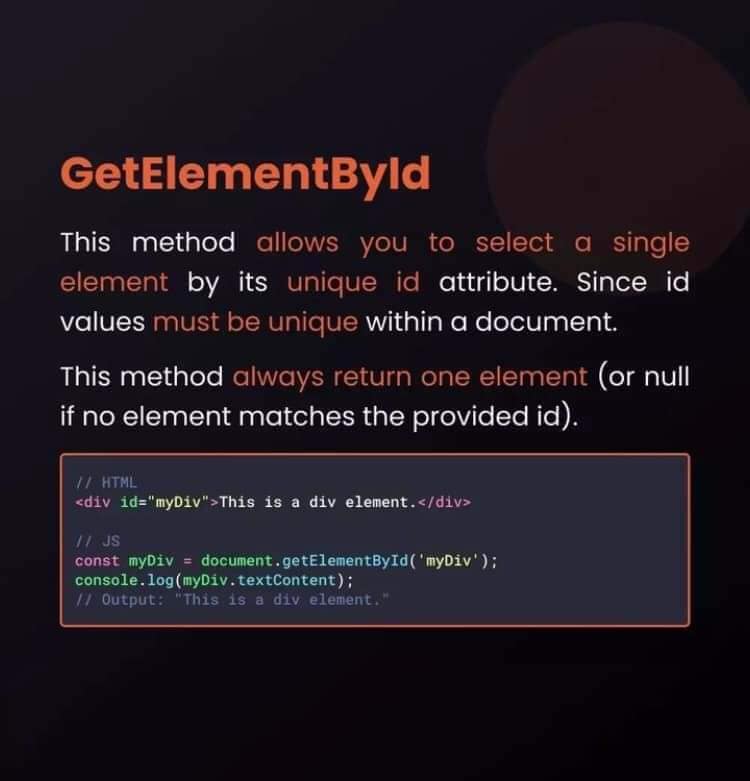 GetElementById
This method allows you to select a single
element by its unique id attribute. Since id
values must be unique within a document.
This method always return one element (or null
if no element matches the provided id).
// HTML
<div id="myDiv">This is a div element.</div>
// JS
const myDiv = document.getElementById('myDiv');
console.log(myDiv.textContent);
// Output: "This is a div element."